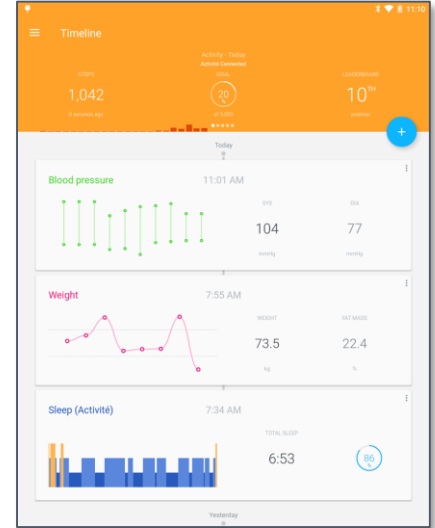 11:10
Timeline
Activity - Today
Activité Connected
STEPS
GOAL
LEADERBOARD
1,042
20
%
10TH
5 seconds ago
of 5,000
position
+
Today
Blood pressure
11:01 AM
SYS
DIA
104
77
mmHg
mmHg
Weight
7:55 AM
WEIGHT
FAT MASS
73.5
22.4
kg
%
Sleep (Activité)
7:34 AM
TOTAL SLEEP
6:53
86
%
Yesterday